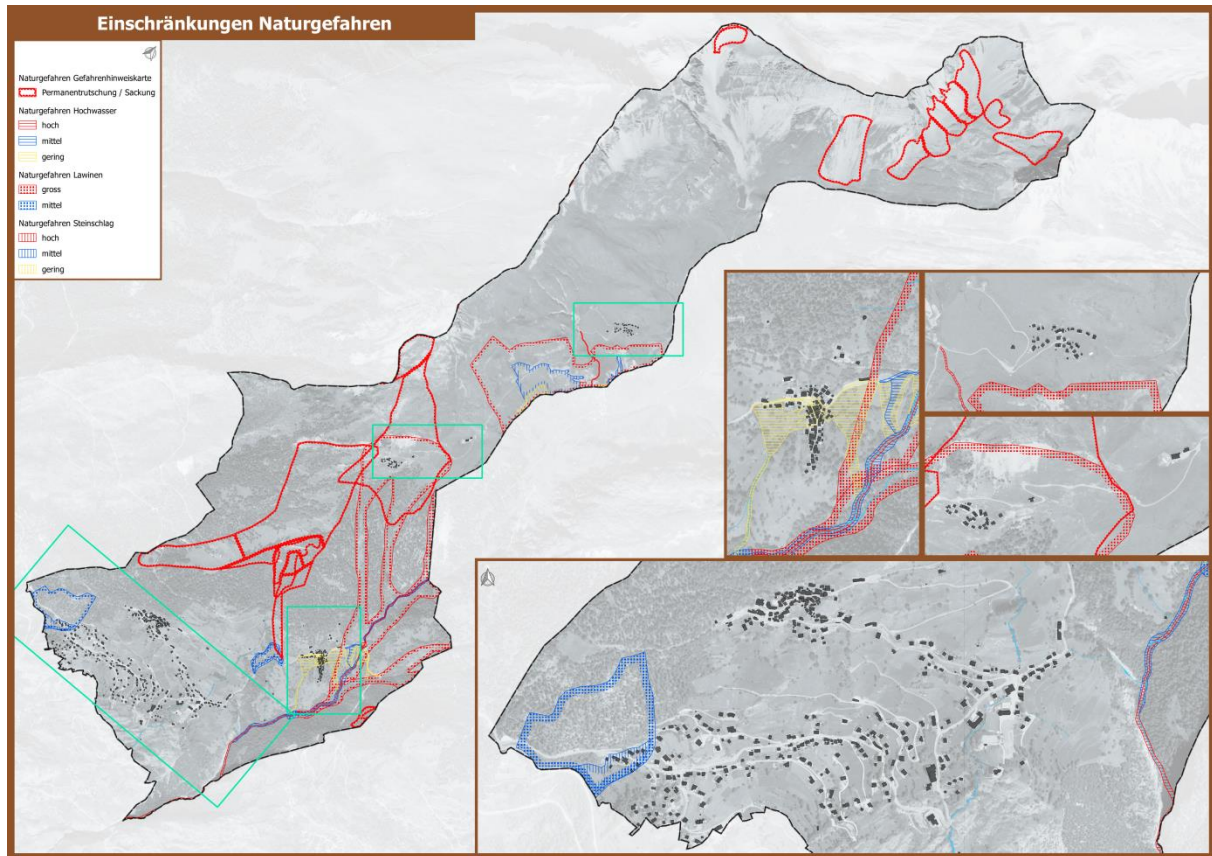 Einschränkungen Naturgefahren
Naturgefahren Gefahrenhinweiskarte
Permanentrutschung / Sackung
Naturgefahren Hochwasser
hoch
mittel
gering
Naturgefahren Lawinen
gross
mittel
Naturgefahren Steinschlag
hoch
mittel
gering